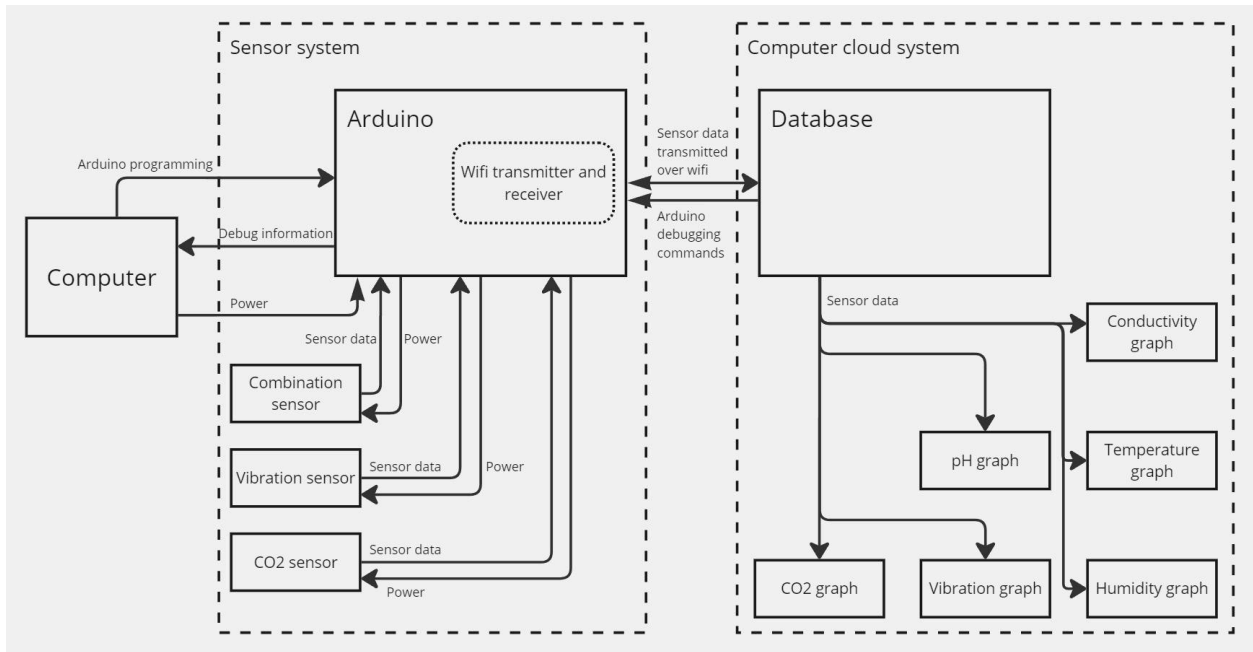 Sensor system
Computer cloud system
Arduino
Database
Wifi transmitter and
receiver
Sensor data
transmitted
over wifi
Arduino
debugging
commands
Arduino programming
Debug information
Computer
Power
Sensor data
Power
Combination
sensor
Vibration sensor
Sensor data
Power
CO2 sensor
Sensor data
Power
Sensor data
Conductivity
graph
pH graph
Temperature
graph
CO2 graph
Vibration graph
Humidity graph